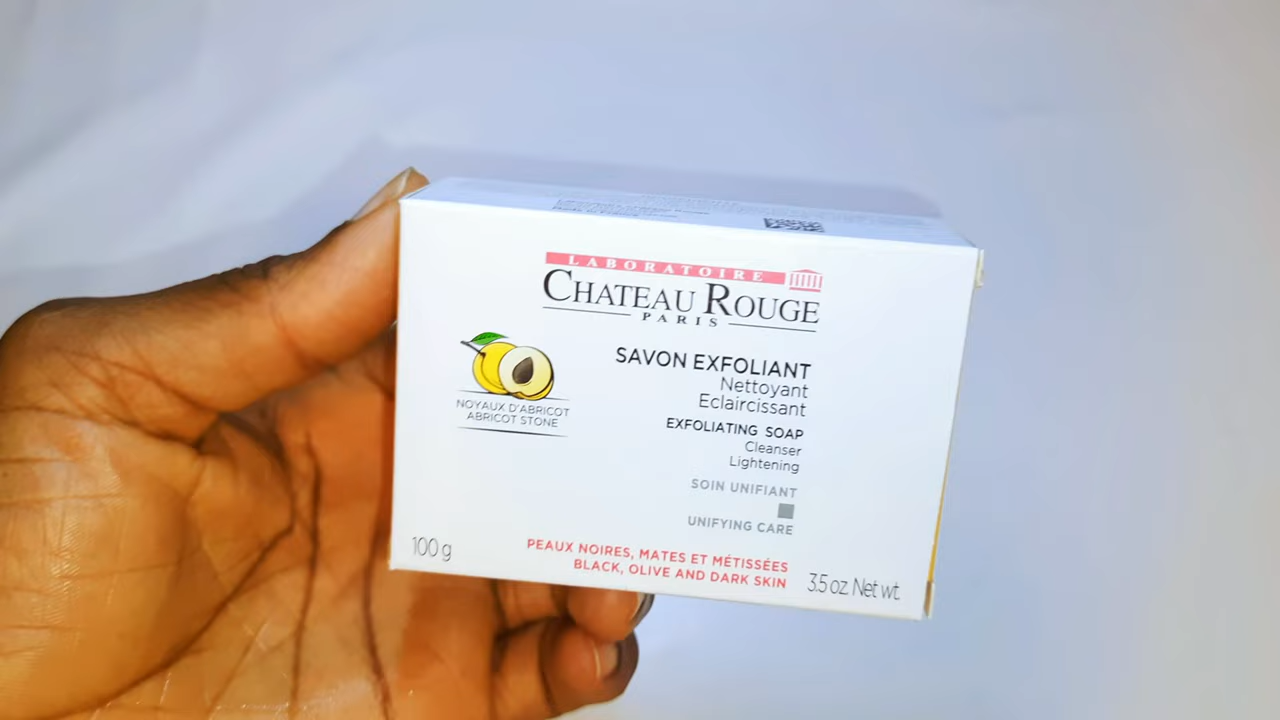 LABORATOIRE
CHATEAU ROUGE
PARIS
SAVON EXFOLIANT
Nettoyant
Eclaircissant
EXFOLIATING SOAP
Cleanser
Lightening
SOIN UNIFIANT
UNIFYING CARE
NOYAUX D'ABRICOT
ABRICOT STONE
100 g
PEAUX NOIRES, MATES ET MÉTISSÉES
BLACK, OLIVE AND DARK SKIN
3.5 oz. Net wt.